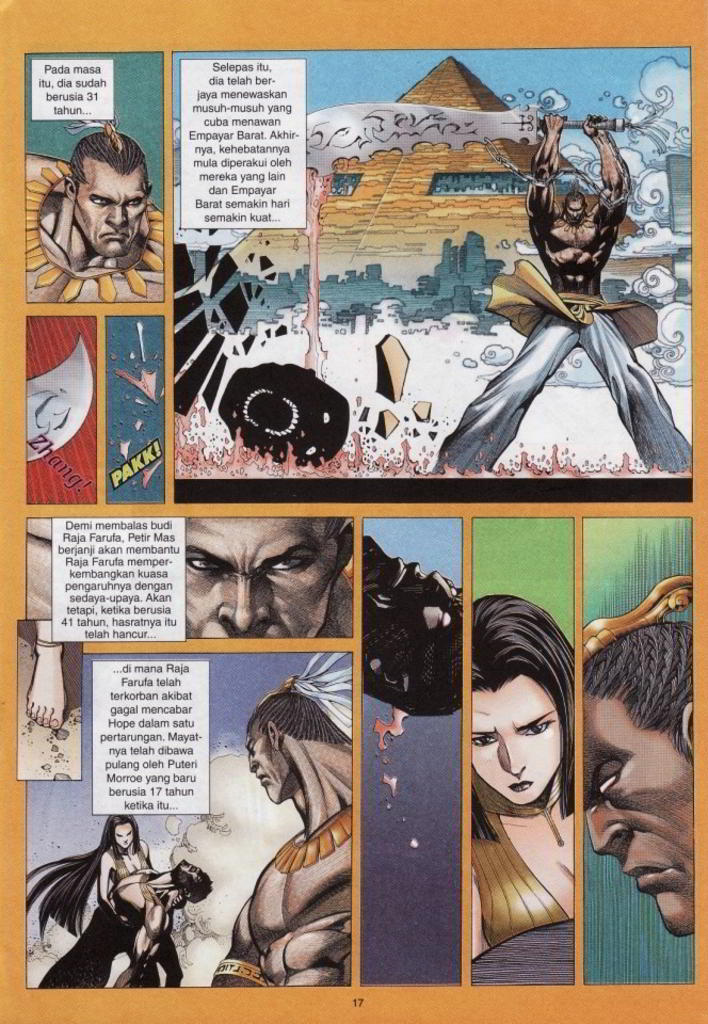 Pada masa
itu, dia sudah
berusia 31
tahun...
Selepas itu,
dia telah ber-
jaya menewaskan
musuh-musuh yang
cuba menawan
Empayar Barat. Akhir-
nya, kehebatannya
mula diperakui oleh
mereka yang lain
dan Empayar
Barat semakin hari
semakin kuat...
Zhang!
PAKK!
Demi membalas budi
Raja Farufa, Petir Mas
berjanji akan membantu
Raja Farufa memper-
kembangkan kuasa
pengaruhnya dengan
sedaya-upaya. Akan
tetapi, ketika berusia
41 tahun, hasratnya itu
telah hancur...
...di mana Raja
Farufa telah
terkorban akibat
gagal mencabar
Hope dalam satu
pertarungan. Mayat-
nya telah dibawa
pulang oleh Puteri
Morroe yang baru
berusia 17 tahun
ketika itu...
17